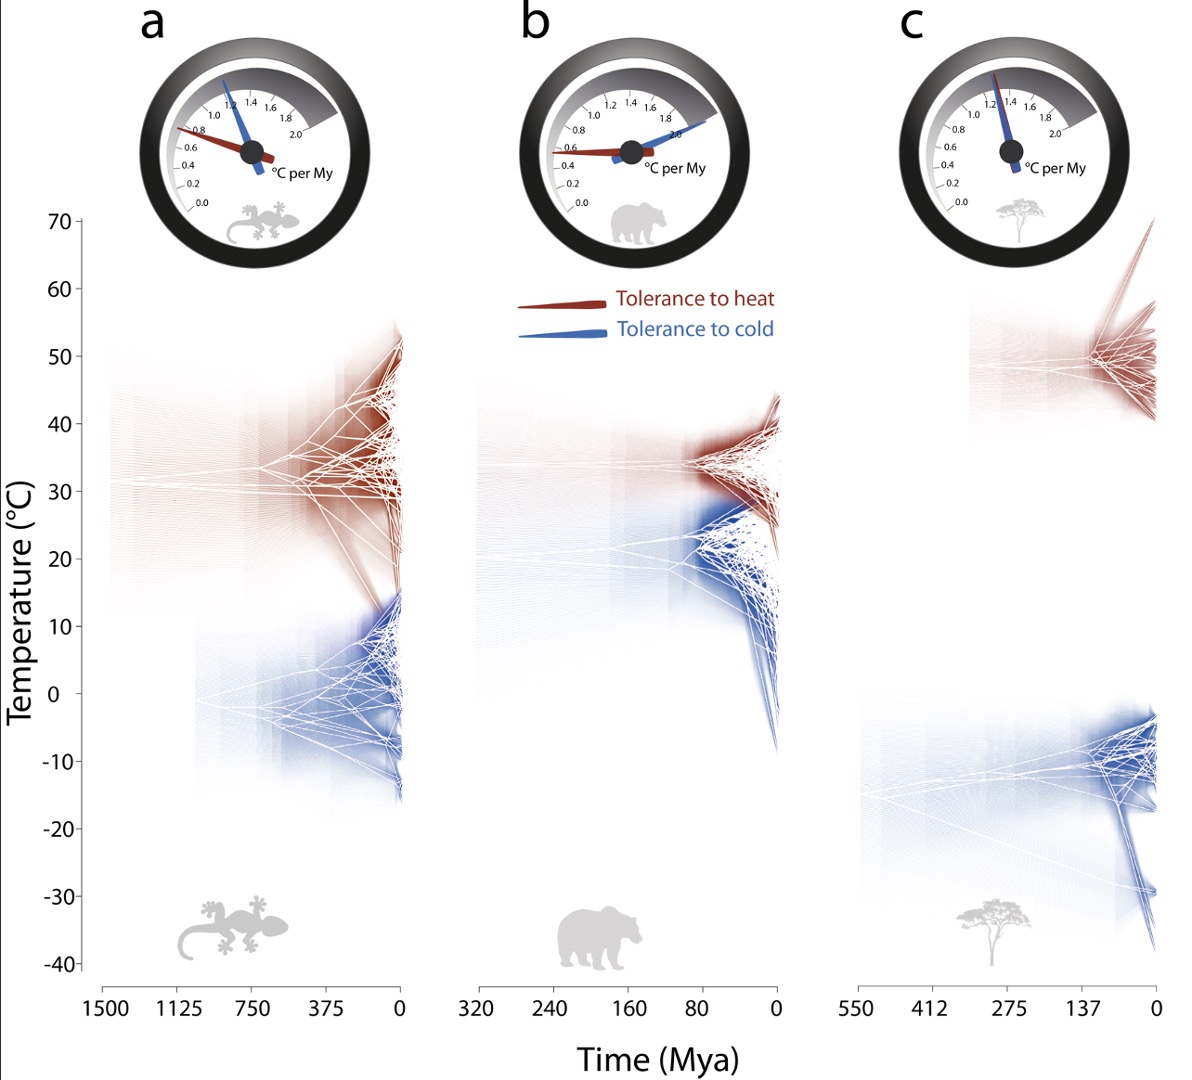 a
b
c
0.0 0.2 0.4 0.6 0.8 1.0 1.2 1.4 1.6 1.8 2.0
°C per My
0.0 0.2 0.4 0.6 0.8 1.0 1.2 1.4 1.6 1.8 2.0
°C per My
0.0 0.2 0.4 0.6 0.8 1.0 1.2 1.4 1.6 1.8 2.0
°C per My
Tolerance to heat
Tolerance to cold
Temperature (°C)
70
60
50
40
30
20
10
0
-10
-20
-30
-40
1500 1125 750 375 0
320 240 160 80 0
550 412 275 137 0
Time (Mya)